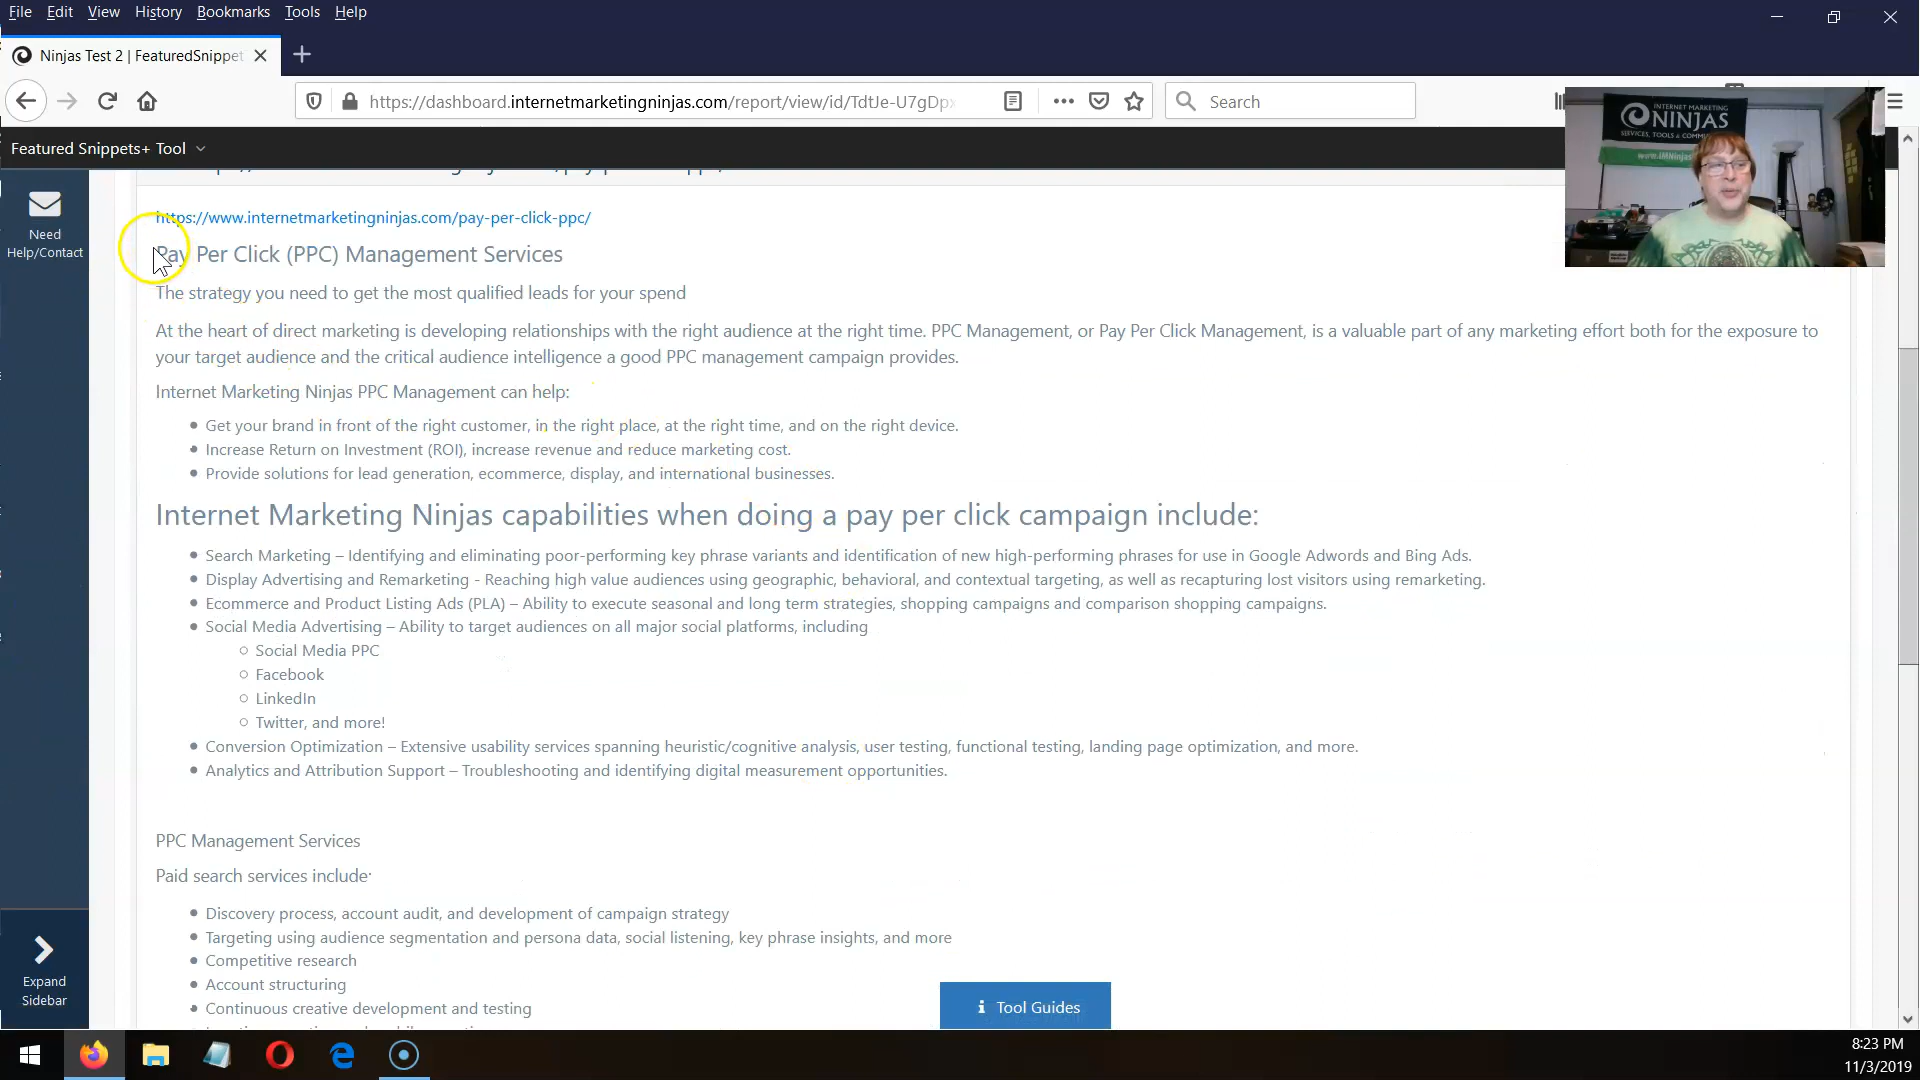 File Edit View History Bookmarks Tools Help
Ninjas Test 2 | FeaturedSnippet
https://dashboard.internetmarketingninjas.com/report/view/id/TdtJe-U7gDpx
Search
Featured Snippets+ Tool
INTERNET MARKETING
NINJAS
Need
Help/Contact
https://www.internetmarketingninjas.com/pay-per-click-ppc/
Pay Per Click (PPC) Management Services
The strategy you need to get the most qualified leads for your spend
At the heart of direct marketing is developing relationships with the right audience at the right time. PPC Management, or Pay Per Click Management, is a valuable part of any marketing effort both for the exposure to
your target audience and the critical audience intelligence a good PPC management campaign provides.
Internet Marketing Ninjas PPC Management can help:
Get your brand in front of the right customer, in the right place, at the right time, and on the right device.
Increase Return on Investment (ROI), increase revenue and reduce marketing cost.
Provide solutions for lead generation, ecommerce, display, and international businesses.
Internet Marketing Ninjas capabilities when doing a pay per click campaign include:
Search Marketing – Identifying and eliminating poor-performing key phrase variants and identification of new high-performing phrases for use in Google Adwords and Bing Ads.
Display Advertising and Remarketing - Reaching high value audiences using geographic, behavioral, and contextual targeting, as well as recapturing lost visitors using remarketing.
Ecommerce and Product Listing Ads (PLA) – Ability to execute seasonal and long term strategies, shopping campaigns and comparison shopping campaigns.
Social Media Advertising – Ability to target audiences on all major social platforms, including
Social Media PPC
Facebook
LinkedIn
Twitter, and more!
Conversion Optimization – Extensive usability services spanning heuristic/cognitive analysis, user testing, functional testing, landing page optimization, and more.
Analytics and Attribution Support – Troubleshooting and identifying digital measurement opportunities.
PPC Management Services
Paid search services include:
Discovery process, account audit, and development of campaign strategy
Targeting using audience segmentation and persona data, social listening, key phrase insights, and more
Competitive research
Account structuring
Continuous creative development and testing
Expand
Sidebar
Tool Guides
8:23 PM
11/3/2019